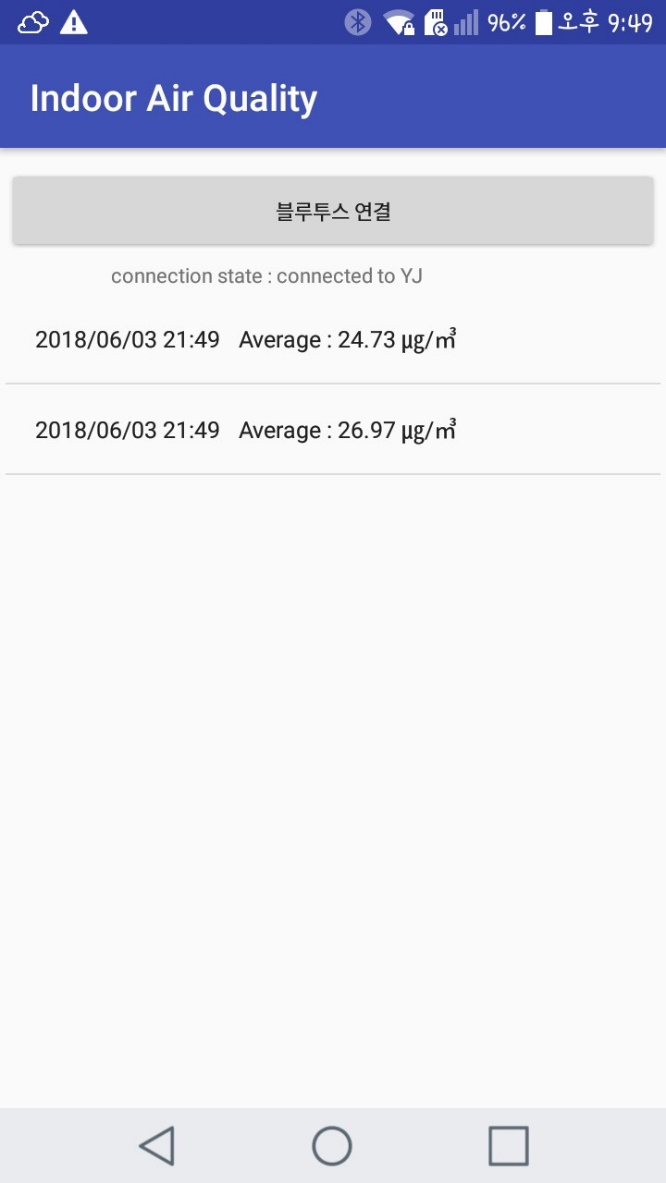 96% 오후 9:49
Indoor Air Quality
블루투스 연결
connection state : connected to YJ
2018/06/03 21:49 Average : 24.73 ㎍/㎥
2018/06/03 21:49 Average : 26.97 ㎍/㎥